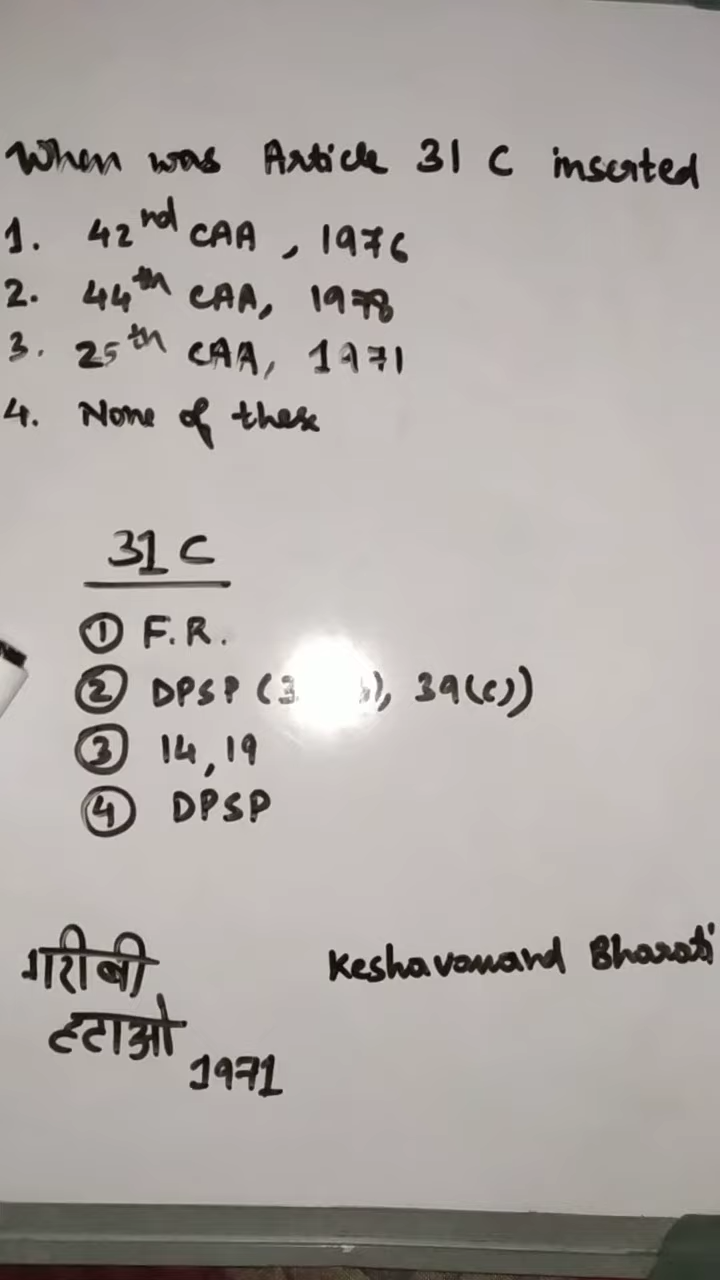 When was Article 31 C inserted
1. 42nd CAA, 1976
2. 44th CAA, 1978
3. 25th CAA, 1971
4. None of these
31 C
① F.R.
② DPSP ( , 39(c))
③ 14, 19
④ DPSP
गरीबी
हटाओ
1971
Keshavanand Bharati